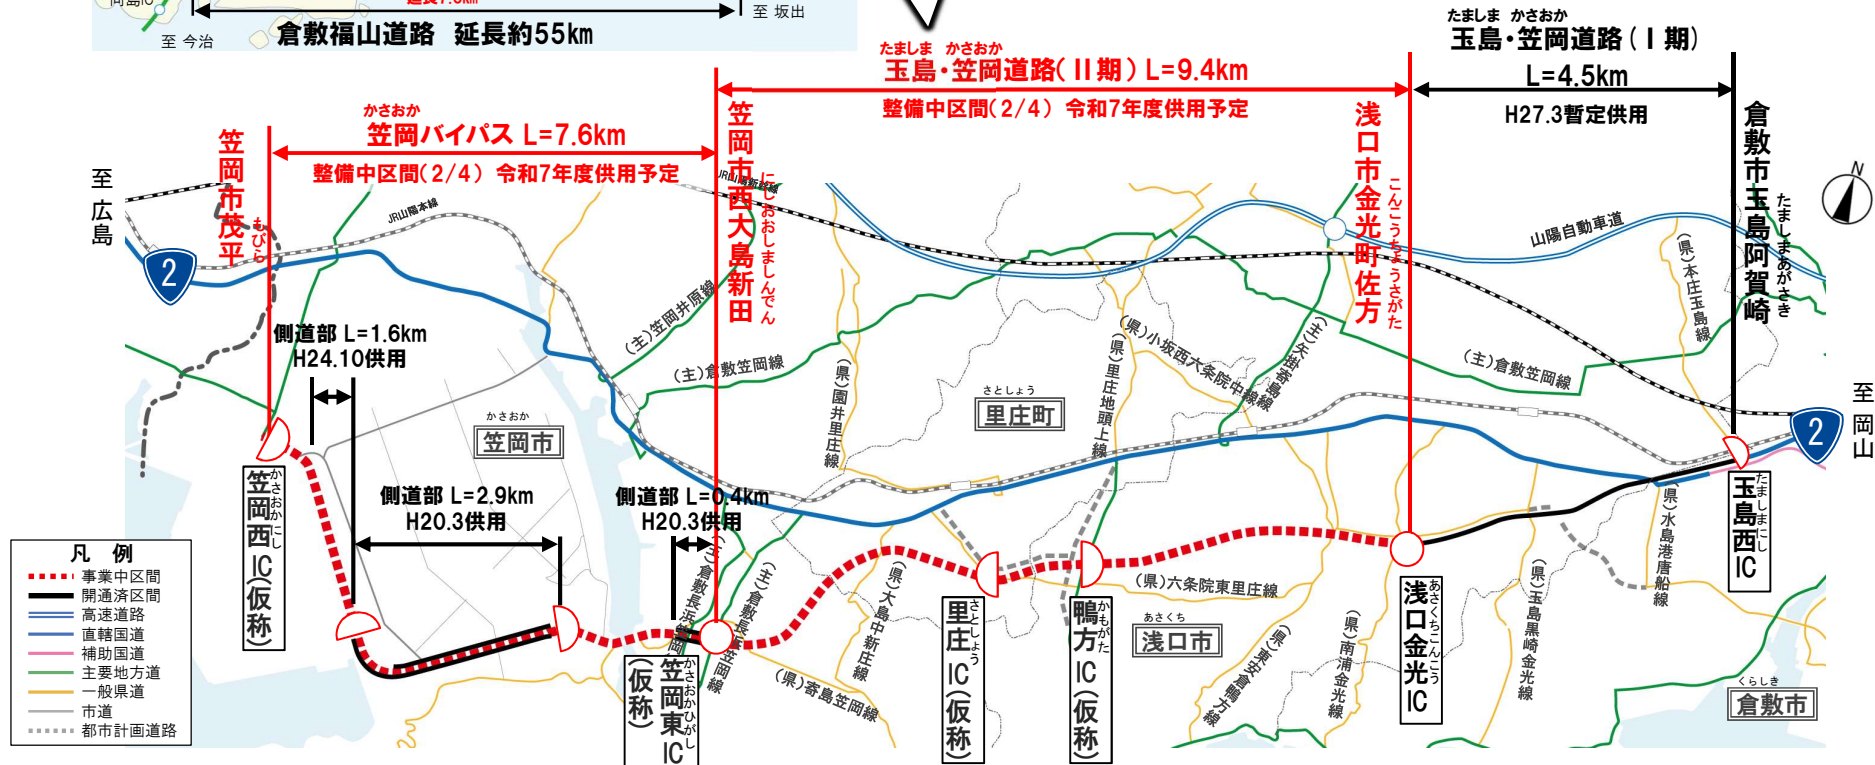 向島IC
延長7.6km
至 今治
至 坂出
倉敷福山道路 延長約55km
たましま かさおか
玉島・笠岡道路(Ⅰ期)
L=4.5km
H27.3暫定供用
たましま かさおか
玉島・笠岡道路(Ⅱ期) L=9.4km
整備中区間(2/4) 令和7年度供用予定
かさおか
笠岡バイパス L=7.6km
整備中区間(2/4) 令和7年度供用予定
至 広島
笠岡市茂平
もびら
笠岡市西大島新田
にしおおしましんでん
浅口市金光町佐方
こんこうちょうさがた
倉敷市玉島阿賀崎
たましまあがさき
N
JR山陽本線
JR山陽新幹線
山陽自動車道
2
側道部 L=1.6km
H24.10供用
(主)笠岡井原線
(主)倉敷笠岡線
(県)園井里庄線
(県)小坂西六条院中線
(県)里庄地頭上線
(主)矢掛寄島線
(主)倉敷笠岡線
(県)本庄玉島線
かさおか
笠岡市
さとしょう
里庄町
至 岡山
2
側道部 L=2.9km
H20.3供用
側道部 L=0.4km
H20.3供用
笠岡西IC(仮称)
かさおかにし
笠岡東IC
(仮称)
かさおかひがし
(主)倉敷長浜笠岡線
(県)大島中新庄線
(県)寄島笠岡線
里庄IC(仮称)
さとしょう
鴨方IC(仮称)
かもがた
(県)六条院東里庄線
あさくち
浅口市
(県)東安倉鴨方線
(県)南浦金光線
浅口金光IC
あさくちこんこう
(県)玉島黒崎金光線
(県)水島港唐船線
玉島西IC
たましまにし
くらしき
倉敷市
凡 例
事業中区間
開通済区間
高速道路
直轄国道
補助国道
主要地方道
一般県道
市道
都市計画道路